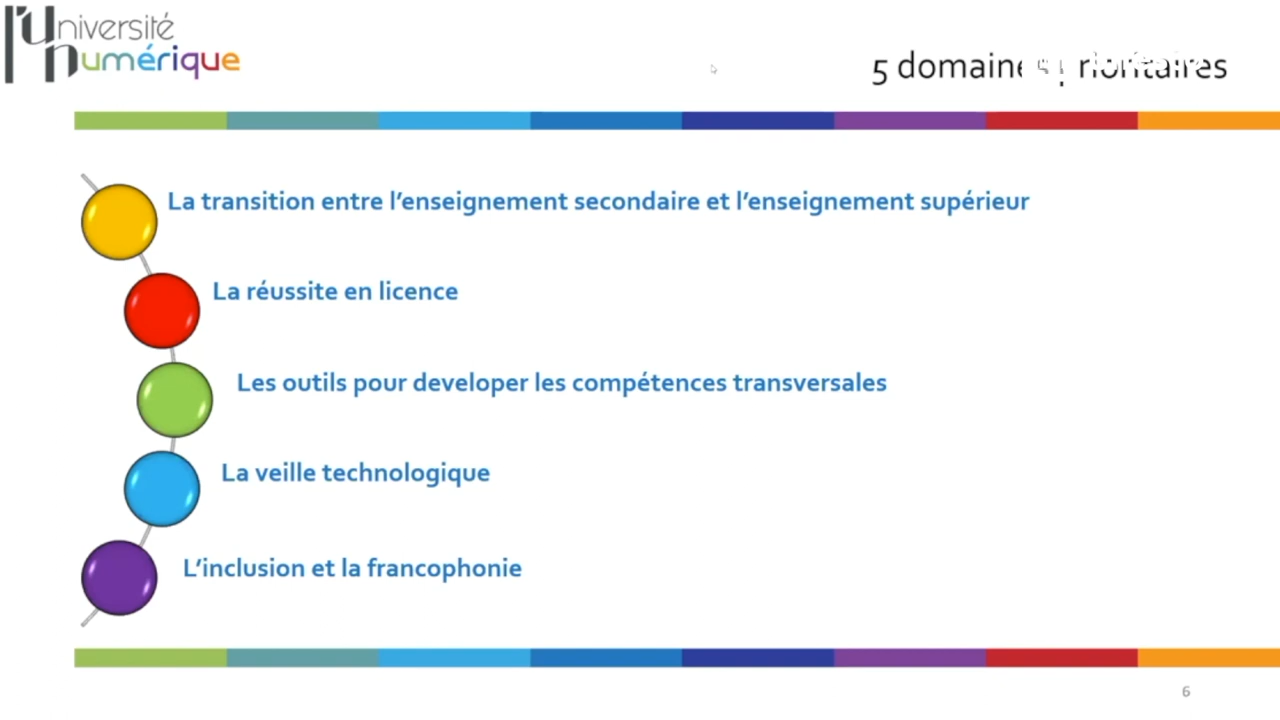 l'université
numérique
5 domaines prioritaires
La transition entre l'enseignement secondaire et l'enseignement supérieur
La réussite en licence
Les outils pour developer les compétences transversales
La veille technologique
L'inclusion et la francophonie
6